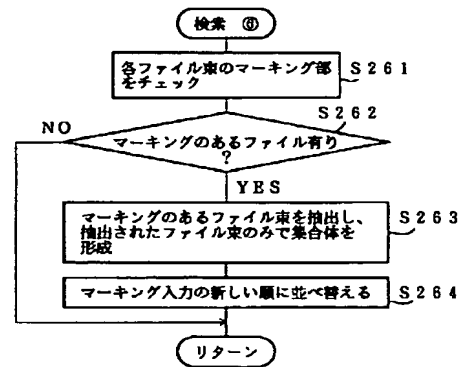 検索 ⑥
各ファイル束のマーキング部
をチェック
S261
S262
NO
マーキングのあるファイル有り
?
YES
マーキングのあるファイル束を抽出し、
抽出されたファイル束のみで集合体を
形成
S263
マーキング入力の新しい順に並べ替える
S264
リターン